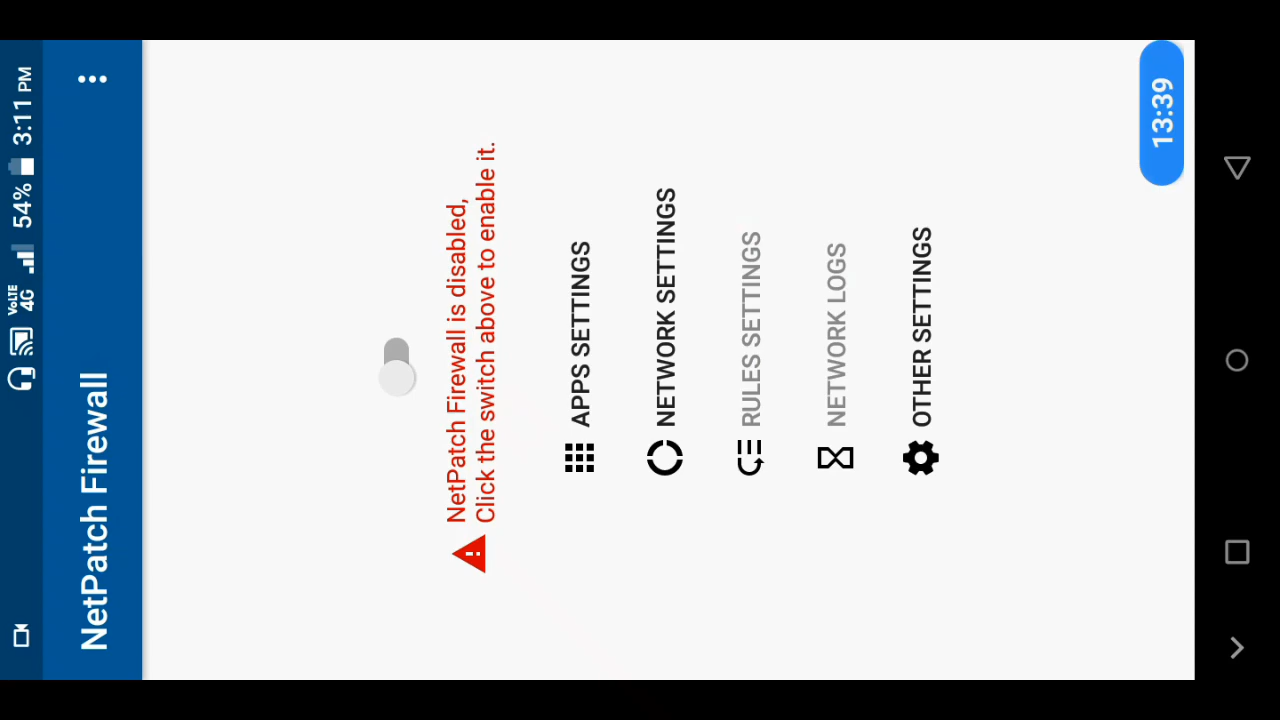 VoLTE 4G 54% 3:11 PM
NetPatch Firewall
NetPatch Firewall is disabled,
Click the switch above to enable it.
APPS SETTINGS
NETWORK SETTINGS
RULES SETTINGS
NETWORK LOGS
OTHER SETTINGS
13:39